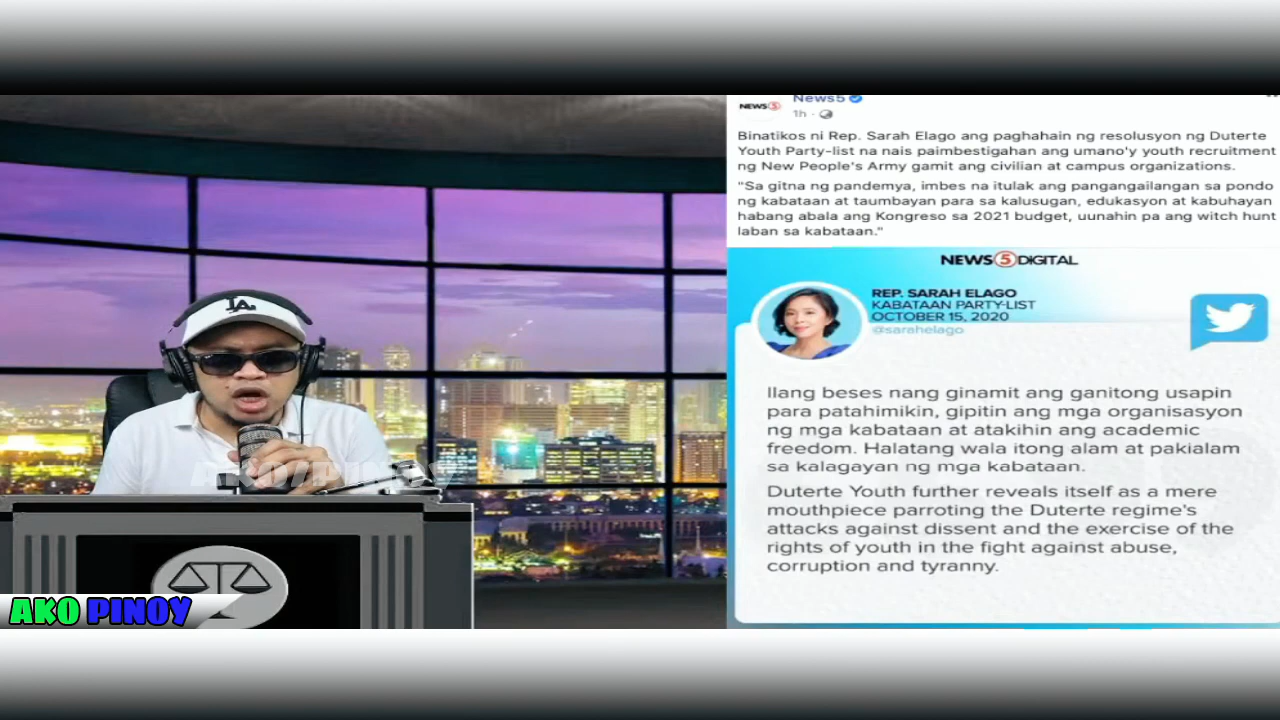 NEWS5
News5
1h ·
Binatikos ni Rep. Sarah Elago ang paghahain ng resolusyon ng Duterte
Youth Party-list na nais paimbestigahan ang umano'y youth recruitment
ng New People's Army gamit ang civilian at campus organizations.
"Sa gitna ng pandemya, imbes na itulak ang pangangailangan sa pondo
ng kabataan at taumbayan para sa kalusugan, edukasyon at kabuhayan
habang abala ang Kongreso sa 2021 budget, uunahin pa ang witch hunt
laban sa kabataan."
NEWS5DIGITAL
REP. SARAH ELAGO
KABATAAN PARTY-LIST
OCTOBER 15, 2020
@sarahelago
Ilang beses nang ginamit ang ganitong usapin
para patahimikin, gipitin ang mga organisasyon
ng mga kabataan at atakihin ang academic
freedom. Halatang wala itong alam at pakialam
sa kalagayan ng mga kabataan.
Duterte Youth further reveals itself as a mere
mouthpiece parroting the Duterte regime's
attacks against dissent and the exercise of the
rights of youth in the fight against abuse,
corruption and tyranny.
LA
AKO/PINOY
AKO PINOY